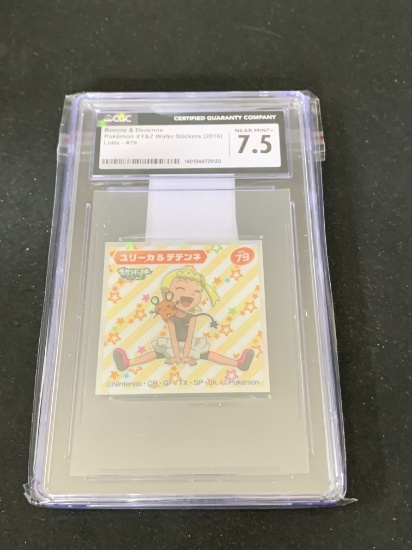 CGC
CERTIFIED GUARANTY COMPANY
Bonnie & Dedenne
Pokémon XY&Z Wafer Stickers (2016)
Lotte - #79
NEAR MINT+
7.5
ユリーカ&デデンネ
79
©Nintendo・CR・GF/TX・SP・JK ©Pokémon